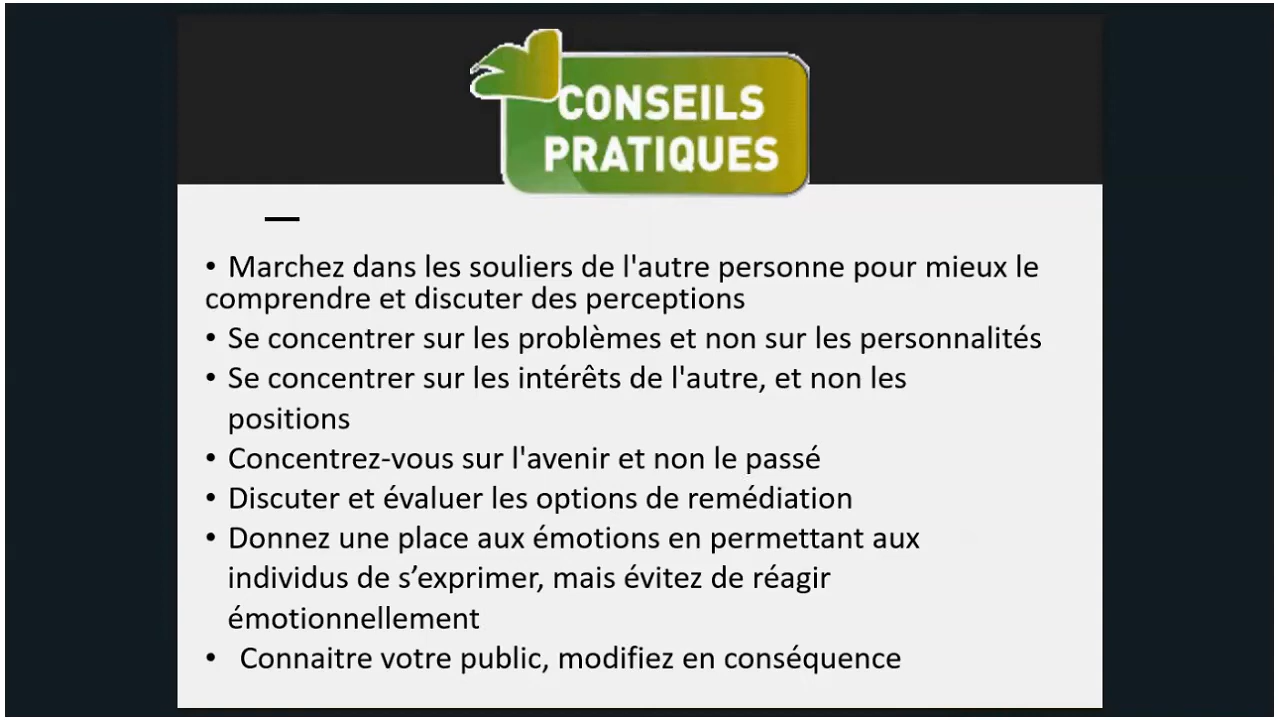 CONSEILS
PRATIQUES
• Marchez dans les souliers de l'autre personne pour mieux le
comprendre et discuter des perceptions
• Se concentrer sur les problèmes et non sur les personnalités
• Se concentrer sur les intérêts de l'autre, et non les
positions
• Concentrez-vous sur l'avenir et non le passé
• Discuter et évaluer les options de remédiation
• Donnez une place aux émotions en permettant aux
individus de s’exprimer, mais évitez de réagir
émotionnellement
• Connaitre votre public, modifiez en conséquence